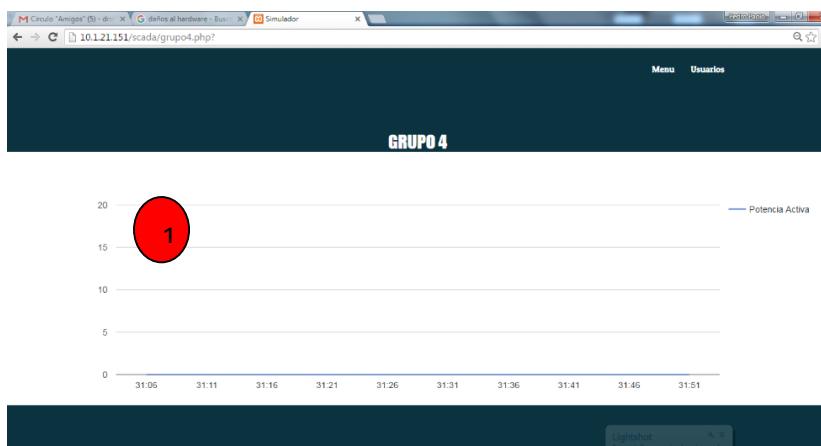 Circulo "Amigos" (5) - dre
daños al hardware - Busc
Simulador
10.1.21.151/scada/grupo4.php?
Menu Usuarios
GRUPO 4
20
15
10
5
0
1
Potencia Activa
31:06 31:11 31:16 31:21 31:26 31:31 31:36 31:41 31:46 31:51
Lightshot